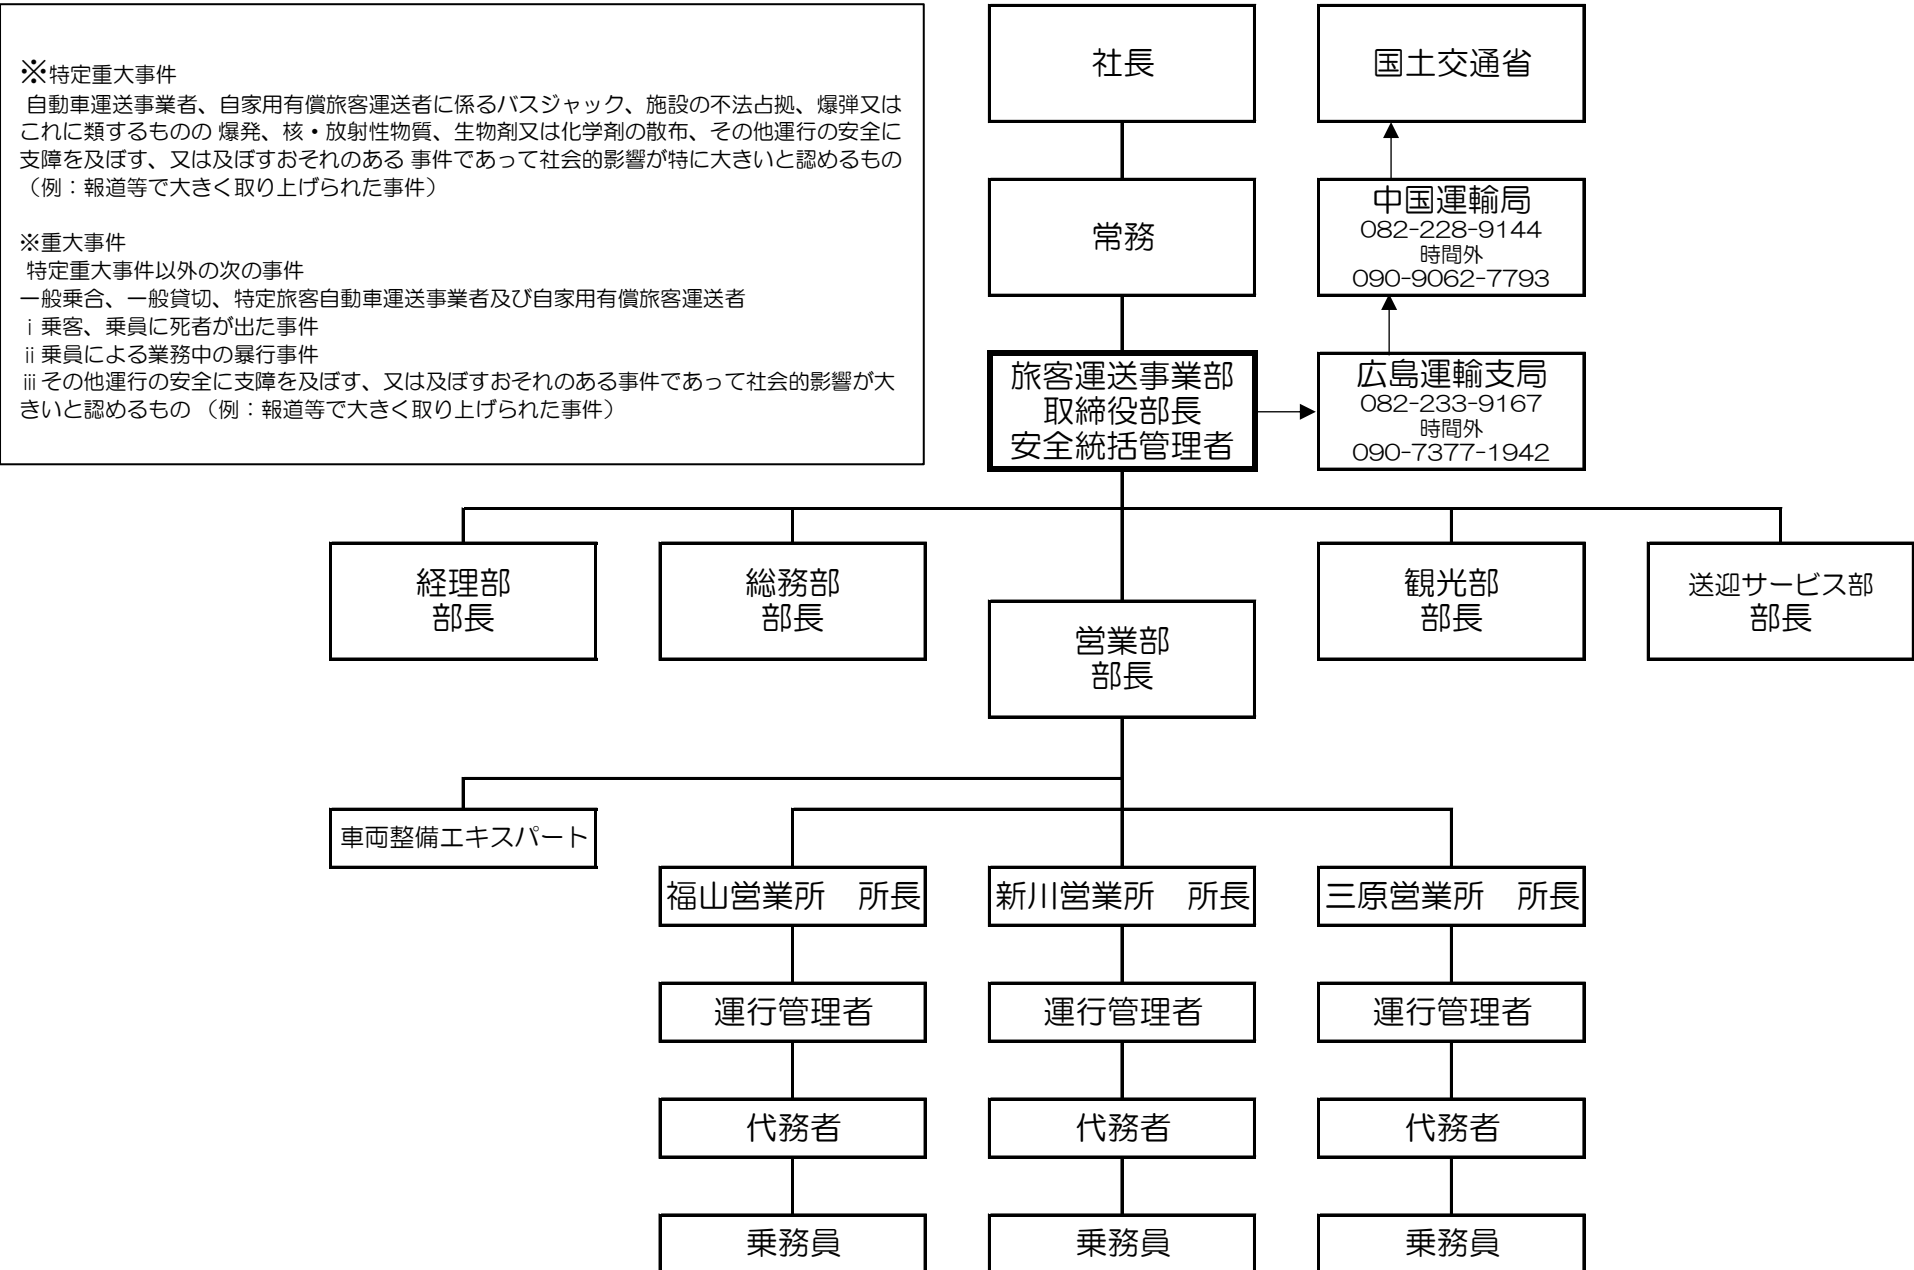 ※特定重大事件
自動車運送事業者、自家用有償旅客運送者に係るバスジャック、施設の不法占拠、爆弾又は
これに類するものの 爆発、核・放射性物質、生物剤又は化学剤の散布、その他運行の安全に
支障を及ぼす、又は及ぼすおそれのある 事件であって社会的影響が特に大きいと認めるもの
（例：報道等で大きく取り上げられた事件）
※重大事件
特定重大事件以外の次の事件
一般乗合、一般貸切、特定旅客自動車運送事業者及び自家用有償旅客運送者
ⅰ 乗客、乗員に死者が出た事件
ⅱ 乗員による業務中の暴行事件
ⅲ その他運行の安全に支障を及ぼす、又は及ぼすおそれのある事件であって社会的影響が大
きいと認めるもの （例：報道等で大きく取り上げられた事件）
社長
国土交通省
常務
中国運輸局
082-228-9144
時間外
090-9062-7793
旅客運送事業部
取締役部長
安全統括管理者
広島運輸支局
082-233-9167
時間外
090-7377-1942
経理部
部長
総務部
部長
営業部
部長
観光部
部長
送迎サービス部
部長
車両整備エキスパート
福山営業所　所長
新川営業所　所長
三原営業所　所長
運行管理者
運行管理者
運行管理者
代務者
代務者
代務者
乗務員
乗務員
乗務員